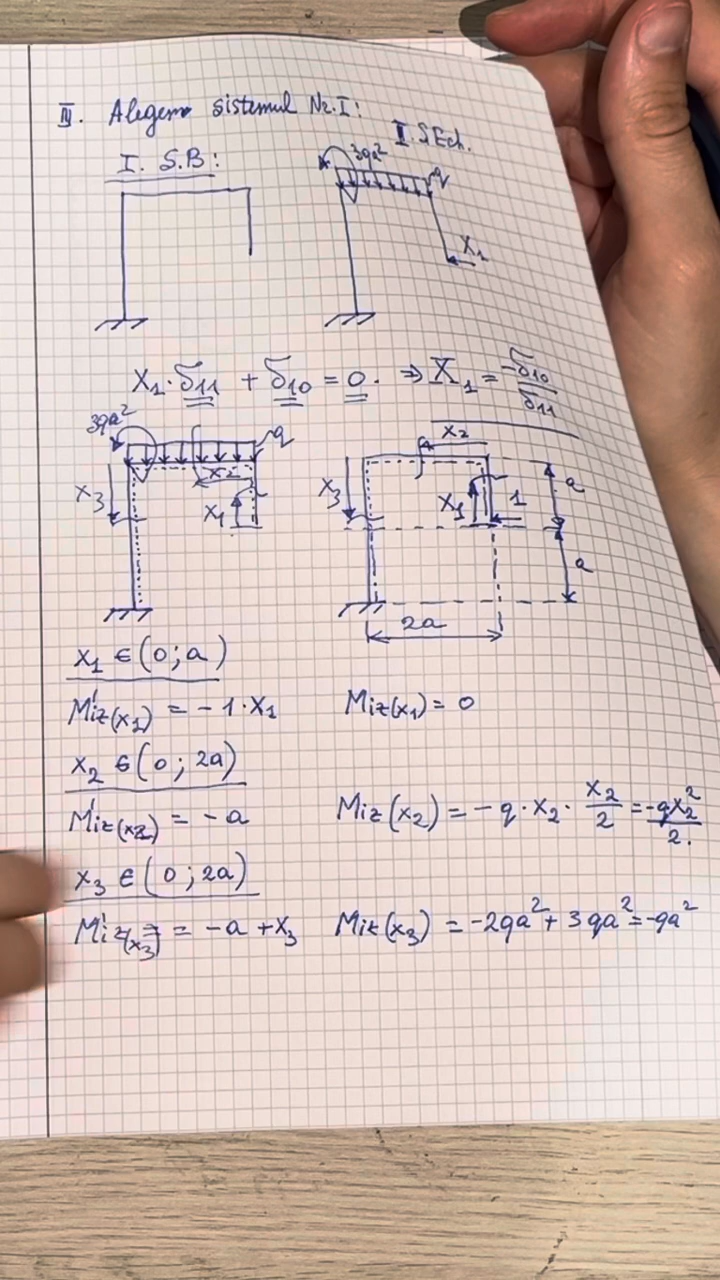 IV. Alegem sistemul Nr. I:
I. S.B:
II. SEch.
3qa²
q
X₁
X₁·δ₁₁ + δ₁₀ = 0. ⇒ X₁ = -δ₁₀/δ₁₁
3qa²
q
x₂
x₃
x₁
x₂
x₃
x₁
1
a
a
2a
x₁ ∈ (0; a)
M'iz(x₁) = -1·x₁ Miz(x₁) = 0
x₂ ∈ (0; 2a)
M'iz(x₂) = -a Miz(x₂) = -q·x₂·x₂/2 = -qx₂²/2.
x₃ ∈ (0; 2a)
M'iz(x₃) = = -a + x₃ Miz(x₃) = -2qa² + 3qa² = -qa²